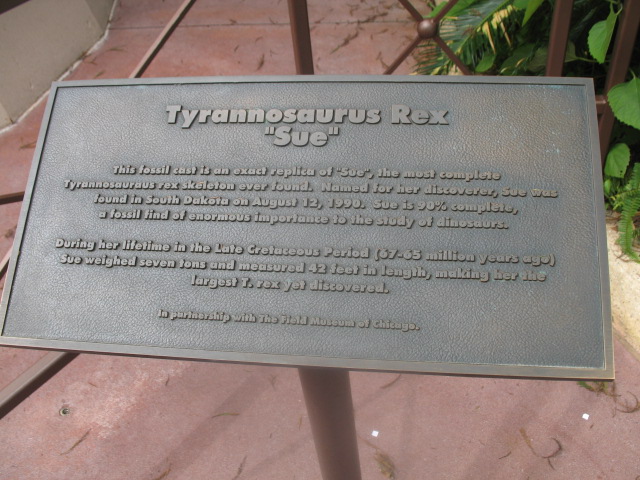 Tyrannosaurus Rex
"Sue"
This fossil cast is an exact replica of "Sue", the most complete
Tyrannosauraus rex skeleton ever found. Named for her discoverer, Sue was
found in South Dakota on August 12, 1990. Sue is 90% complete,
a fossil find of enormous importance to the study of dinosaurs.
During her lifetime in the Late Cretaceous Period (67-65 million years ago)
Sue weighed seven tons and measured 42 feet in length, making her the
largest T. rex yet discovered.
In partnership with The Field Museum of Chicago.